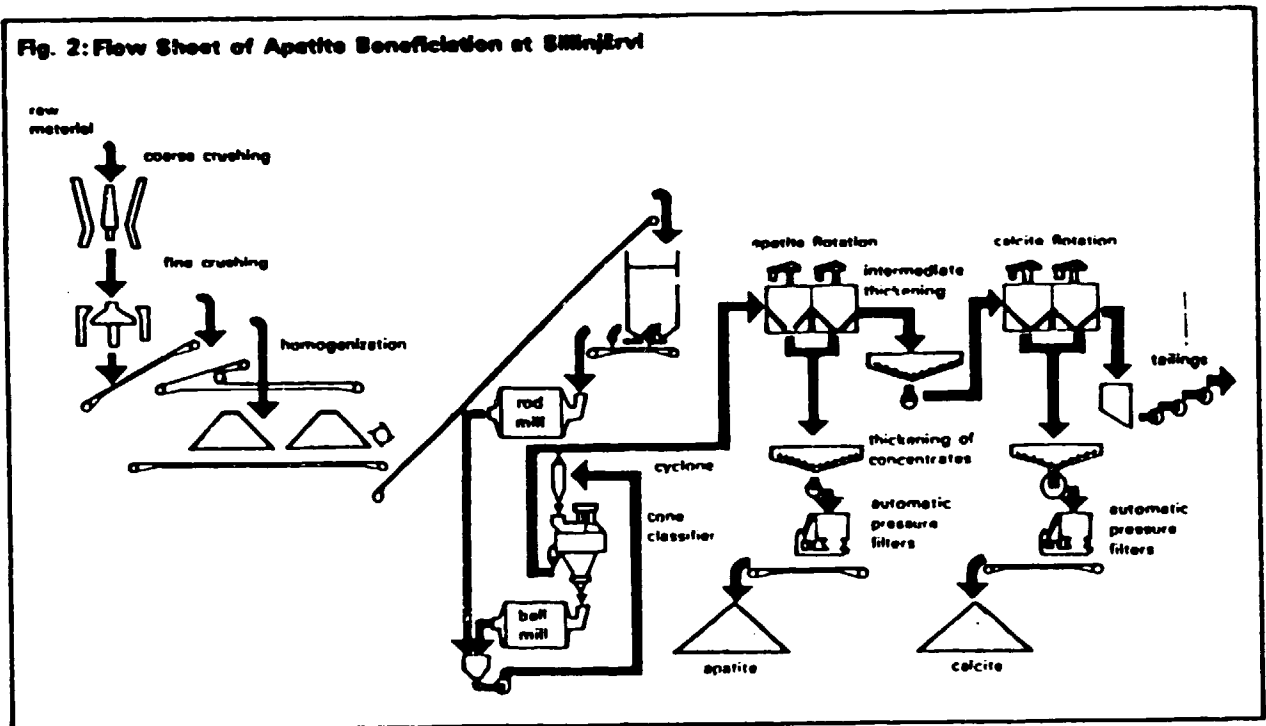 Fig. 2: Flow Sheet of Apatite Beneficiation at Siilinjärvi
raw
material
coarse crushing
fine crushing
homogenization
rod
mill
cyclone
cone
classifier
ball
mill
apatite flotation
intermediate
thickening
calcite flotation
tailings
thickening of
concentrates
automatic
pressure
filters
automatic
pressure
filters
apatite
calcite